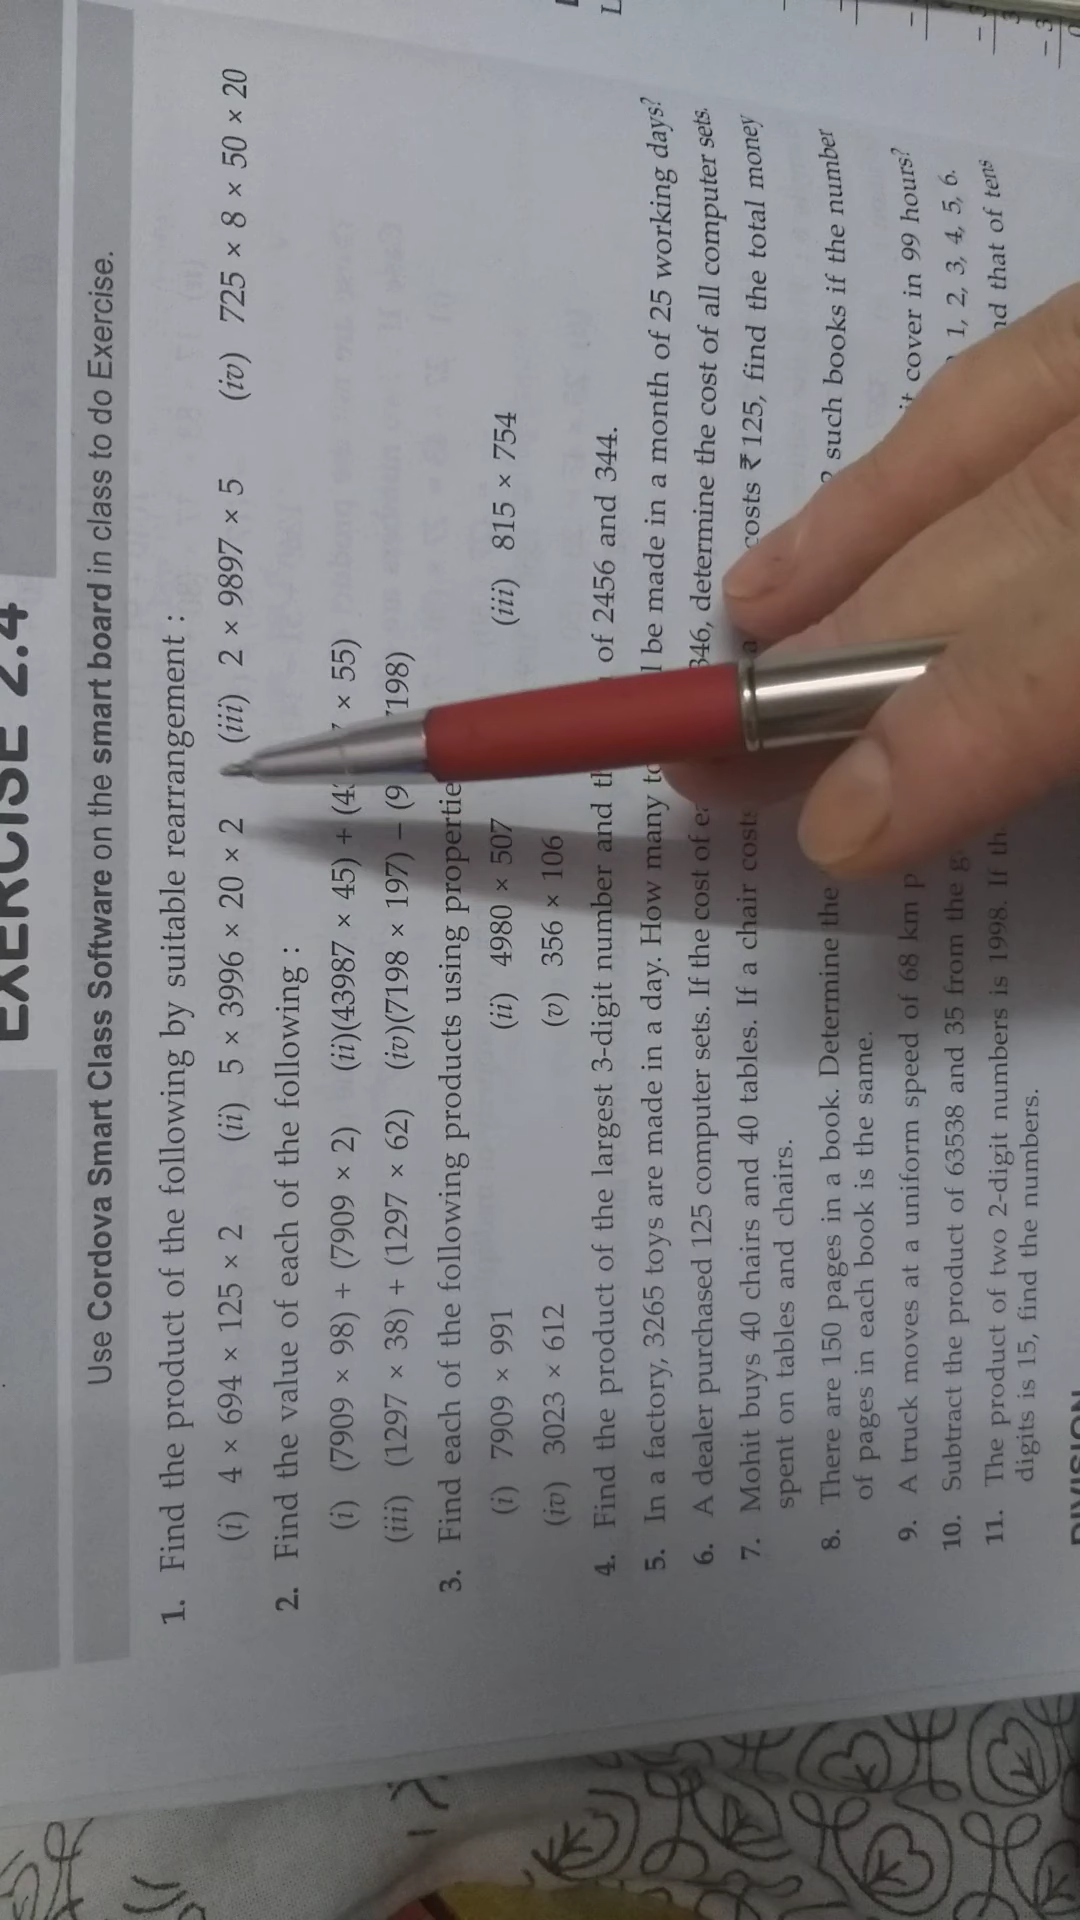 EXERCISE 2.4
Use Cordova Smart Class Software on the smart board in class to do Exercise.
1. Find the product of the following by suitable rearrangement :
(i) 4 × 694 × 125 × 2 (ii) 5 × 3996 × 20 × 2 (iii) 2 × 9897 × 5 (iv) 725 × 8 × 50 × 20
2. Find the value of each of the following :
(i) (7909 × 98) + (7909 × 2) (ii)(43987 × 45) + (43 × 55)
(iii) (1297 × 38) + (1297 × 62) (iv)(7198 × 197) – (9 7198)
3. Find each of the following products using
(i) 7909 × 991 (ii) 4980 × 507 (iii) 815 × 754
(iv) 3023 × 612 (v) 356 × 106
4. Find the product of the largest 3-digit number and of 2456 and 344.
5. In a factory, 3265 toys are made in a day. How many be made in a month of 25 working days?
6. A dealer purchased 125 computer sets. If the cost of 346, determine the cost of all computer sets.
7. Mohit buys 40 chairs and 40 tables. If a chair costs costs ₹ 125, find the total money
spent on tables and chairs.
8. There are 150 pages in a book. Determine the such books if the number
of pages in each book is the same.
9. A truck moves at a uniform speed of 68 km cover in 99 hours?
10. Subtract the product of 63538 and 35 from the 1, 2, 3, 4, 5, 6.
11. The product of two 2-digit numbers is 1998. If that of tens
digits is 15, find the numbers.
DIVISION